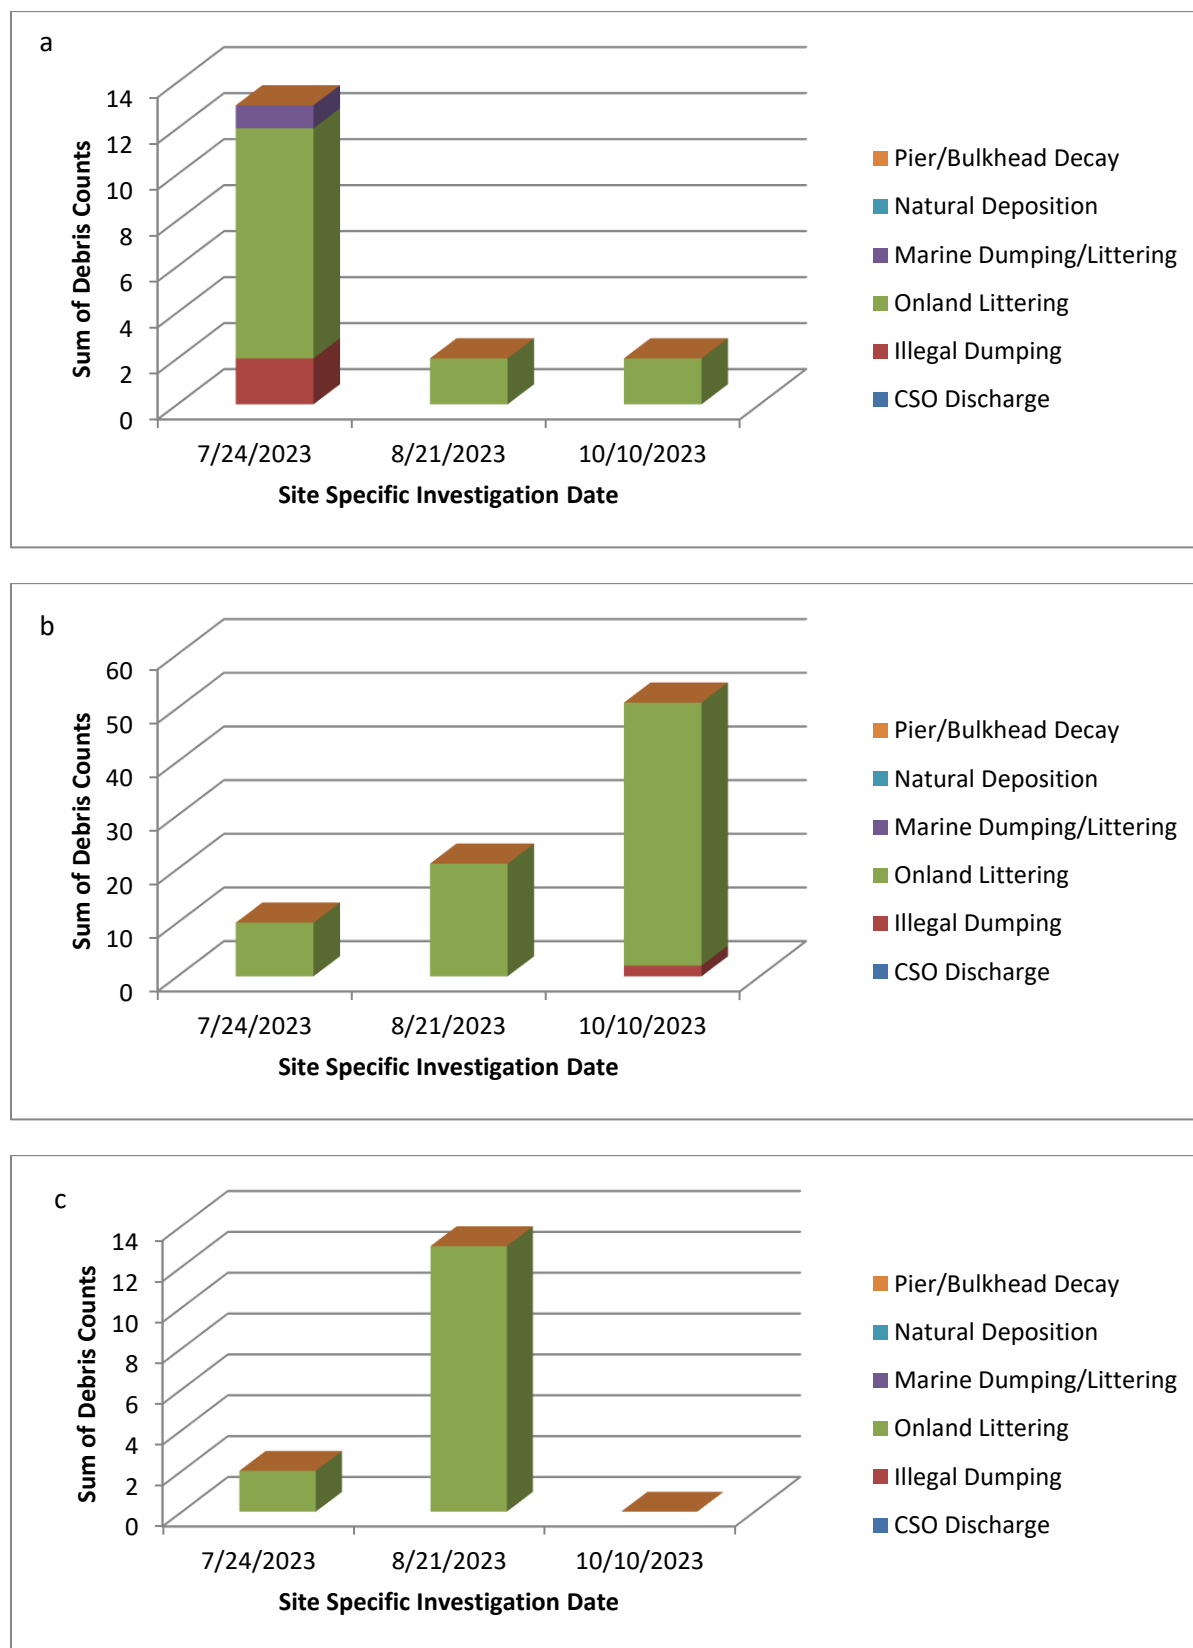 a
14
12
10
8
6
4
2
0
Sum of Debris Counts
7/24/2023 8/21/2023 10/10/2023
Site Specific Investigation Date
Pier/Bulkhead Decay
Natural Deposition
Marine Dumping/Littering
Onland Littering
Illegal Dumping
CSO Discharge
b
60
50
40
30
20
10
0
Sum of Debris Counts
7/24/2023 8/21/2023 10/10/2023
Site Specific Investigation Date
Pier/Bulkhead Decay
Natural Deposition
Marine Dumping/Littering
Onland Littering
Illegal Dumping
CSO Discharge
c
14
12
10
8
6
4
2
0
Sum of Debris Counts
7/24/2023 8/21/2023 10/10/2023
Site Specific Investigation Date
Pier/Bulkhead Decay
Natural Deposition
Marine Dumping/Littering
Onland Littering
Illegal Dumping
CSO Discharge